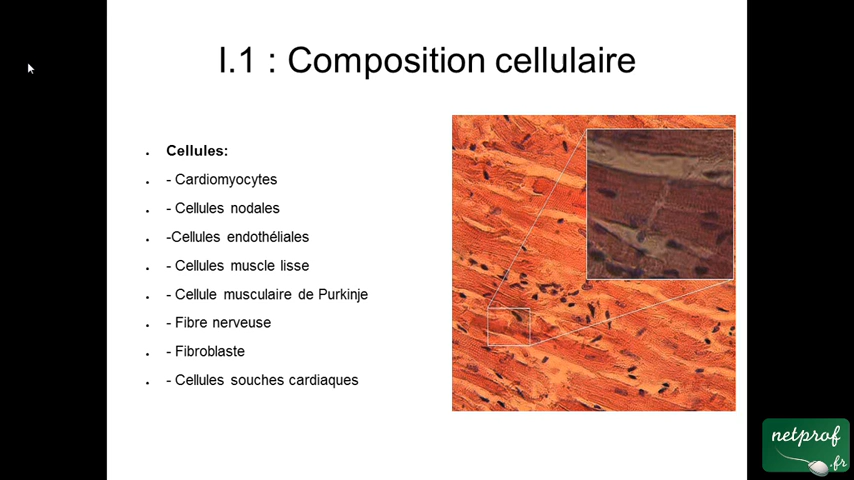 I.1 : Composition cellulaire
Cellules:
- Cardiomyocytes
- Cellules nodales
-Cellules endothéliales
- Cellules muscle lisse
- Cellule musculaire de Purkinje
- Fibre nerveuse
- Fibroblaste
- Cellules souches cardiaques
netprof
.fr